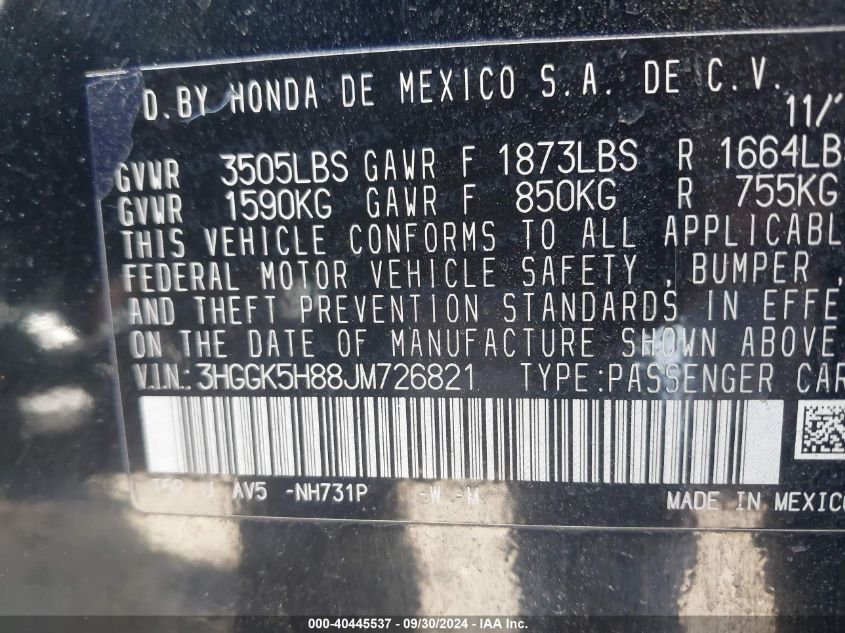 D. BY HONDA DE MEXICO S.A. DE C.V.
11/
GVWR 3505LBS GAWR F 1873LBS R 1664LB
GVWR 1590KG GAWR F 850KG R 755KG
THIS VEHICLE CONFORMS TO ALL APPLICABL
FEDERAL MOTOR VEHICLE SAFETY , BUMPER ,
AND THEFT PREVENTION STANDARDS IN EFFE
ON THE DATE OF MANUFACTURE SHOWN ABOVE
V.I.N.: 3HGGK5H88JM726821 TYPE:PASSENGER CAR
T5R J AV5 -NH731P -W -M
MADE IN MEXICO
000-40445537 - 09/30/2024 - IAA Inc.